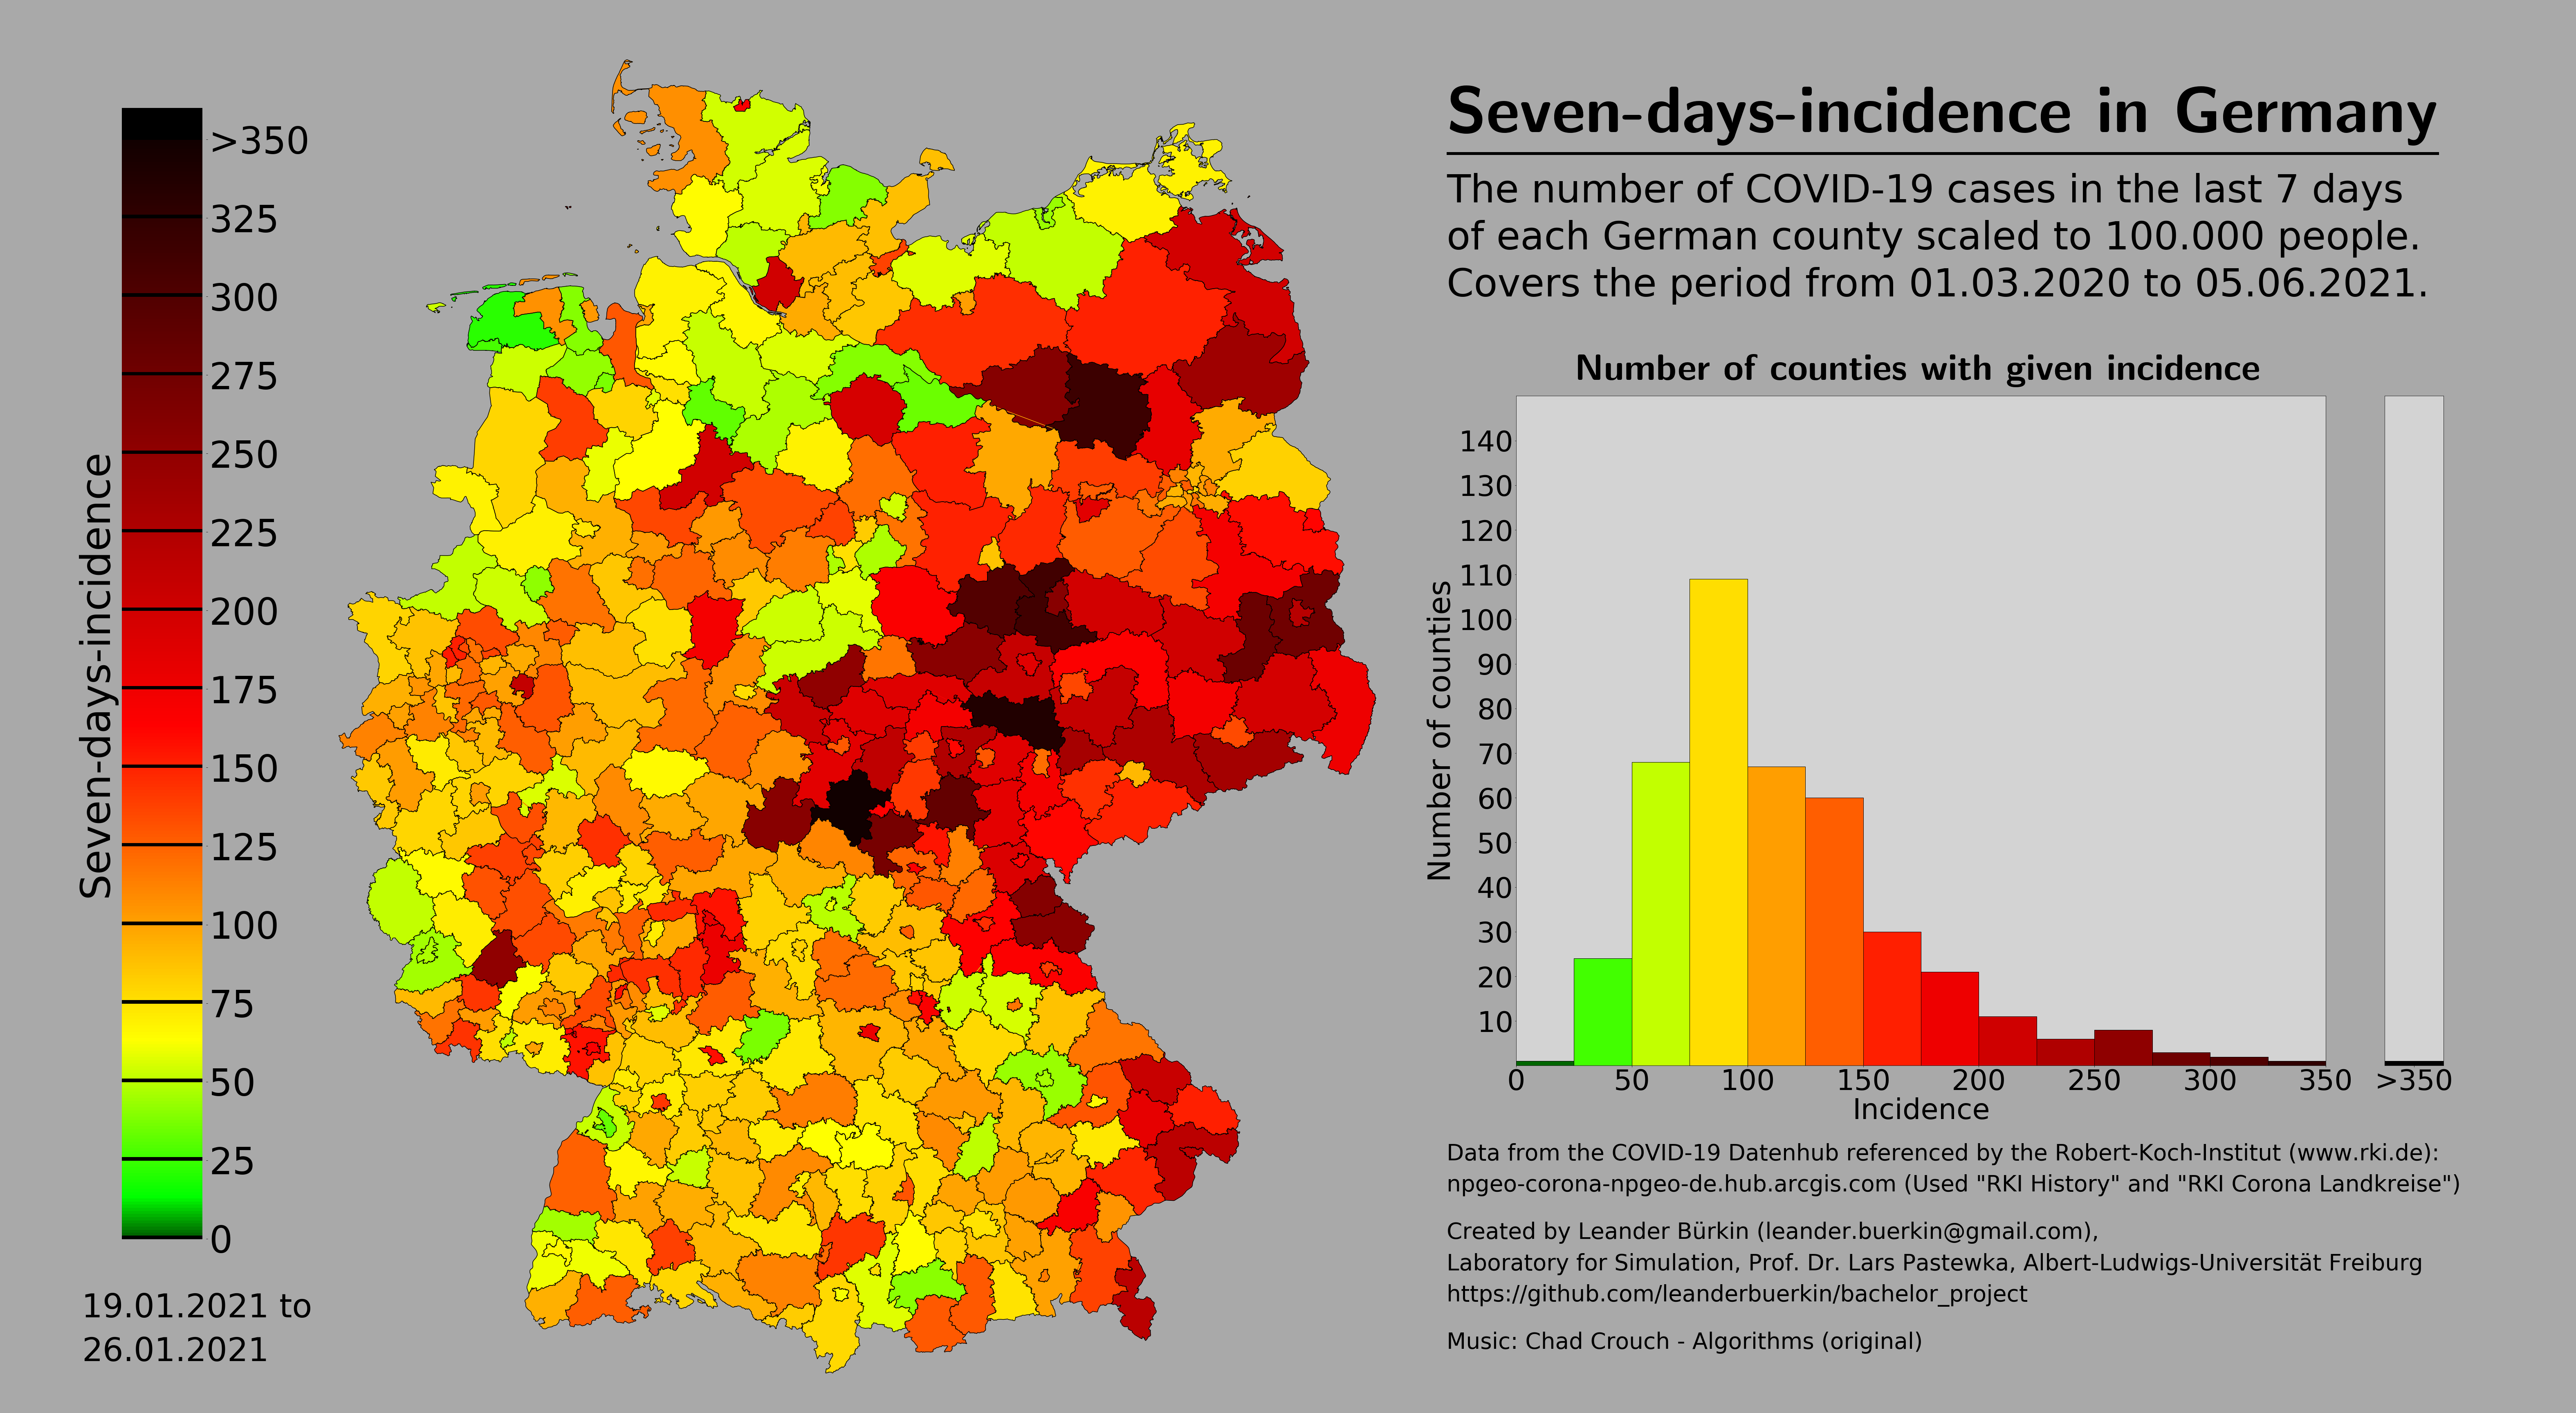 Seven-days-incidence in Germany
The number of COVID-19 cases in the last 7 days
of each German county scaled to 100.000 people.
Covers the period from 01.03.2020 to 05.06.2021.
Seven-days-incidence
>350
325
300
275
250
225
200
175
150
125
100
75
50
25
0
19.01.2021 to
26.01.2021
Number of counties with given incidence
Number of counties
140
130
120
110
100
90
80
70
60
50
40
30
20
10
0 50 100 150 200 250 300 350 >350
Incidence
Data from the COVID-19 Datenhub referenced by the Robert-Koch-Institut (www.rki.de):
npgeo-corona-npgeo-de.hub.arcgis.com (Used "RKI History" and "RKI Corona Landkreise")
Created by Leander Bürkin (leander.buerkin@gmail.com),
Laboratory for Simulation, Prof. Dr. Lars Pastewka, Albert-Ludwigs-Universität Freiburg
https://github.com/leanderbuerkin/bachelor_project
Music: Chad Crouch - Algorithms (original)